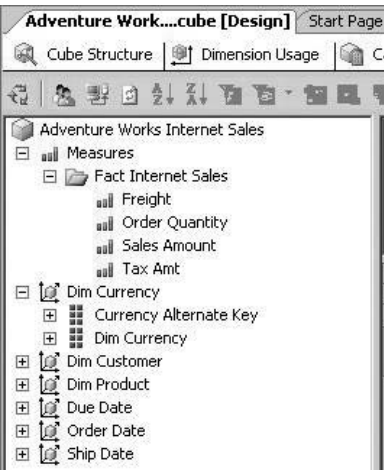 Adventure Work....cube [Design] Start Page
Cube Structure Dimension Usage
Adventure Works Internet Sales
Measures
Fact Internet Sales
Freight
Order Quantity
Sales Amount
Tax Amt
Dim Currency
Currency Alternate Key
Dim Currency
Dim Customer
Dim Product
Due Date
Order Date
Ship Date